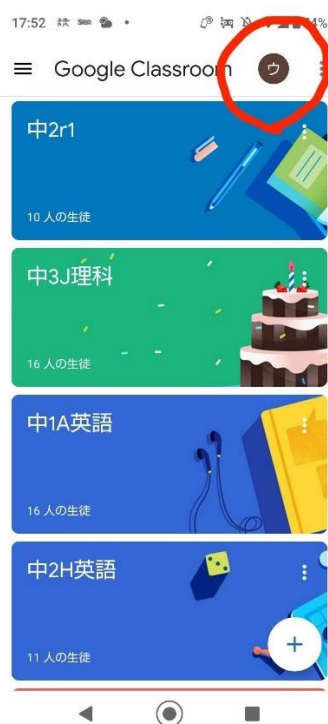 17:52
Google Classroom ウ
中2r1
10 人の生徒
中3J理科
16 人の生徒
中1A英語
16 人の生徒
中2H英語
11 人の生徒